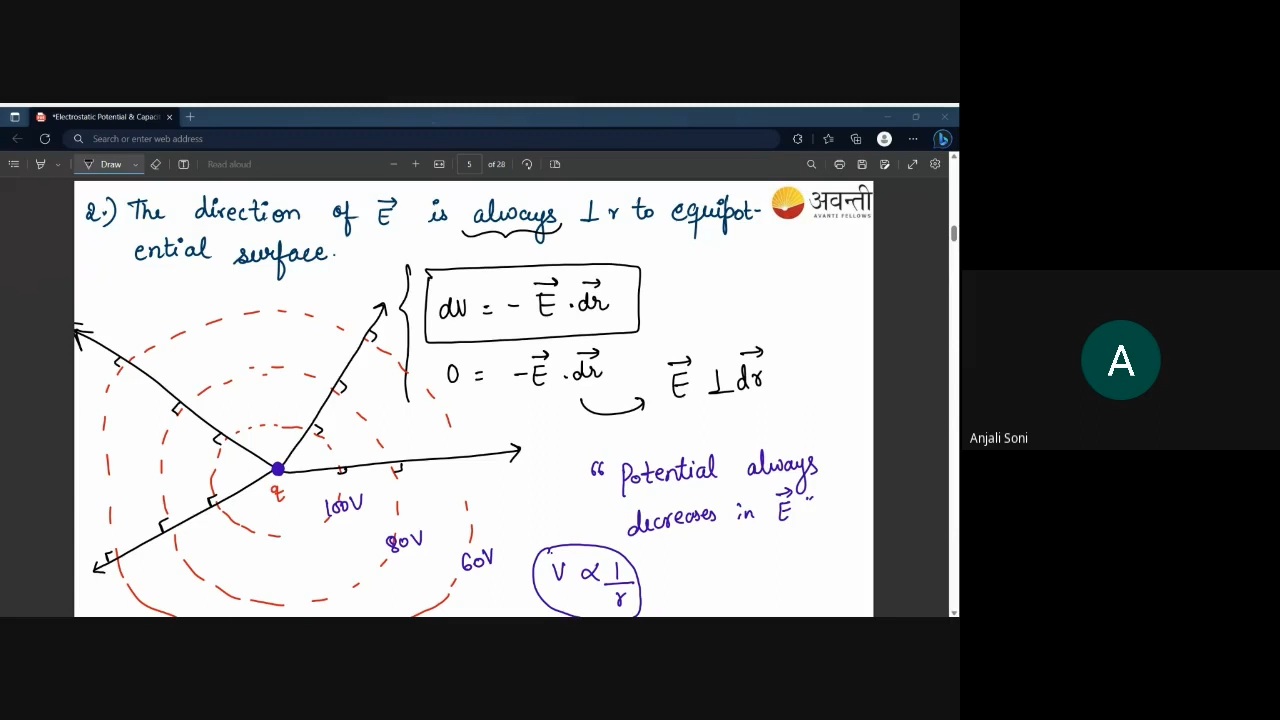 *Electrostatic Potential & Capaci
Search or enter web address
Draw
Read aloud
5
of 28
2.) The direction of E⃗ is always ⊥r to equipot-
ential surface.
अवन्ती
AVANTI FELLOWS
dv = - E⃗ . dr⃗
0 = -E⃗ . dr⃗
E⃗ ⊥ dr⃗
“ Potential always
decreases in E⃗ ”
V ∝ 1/r
q
100V
80V
60V
A
Anjali Soni